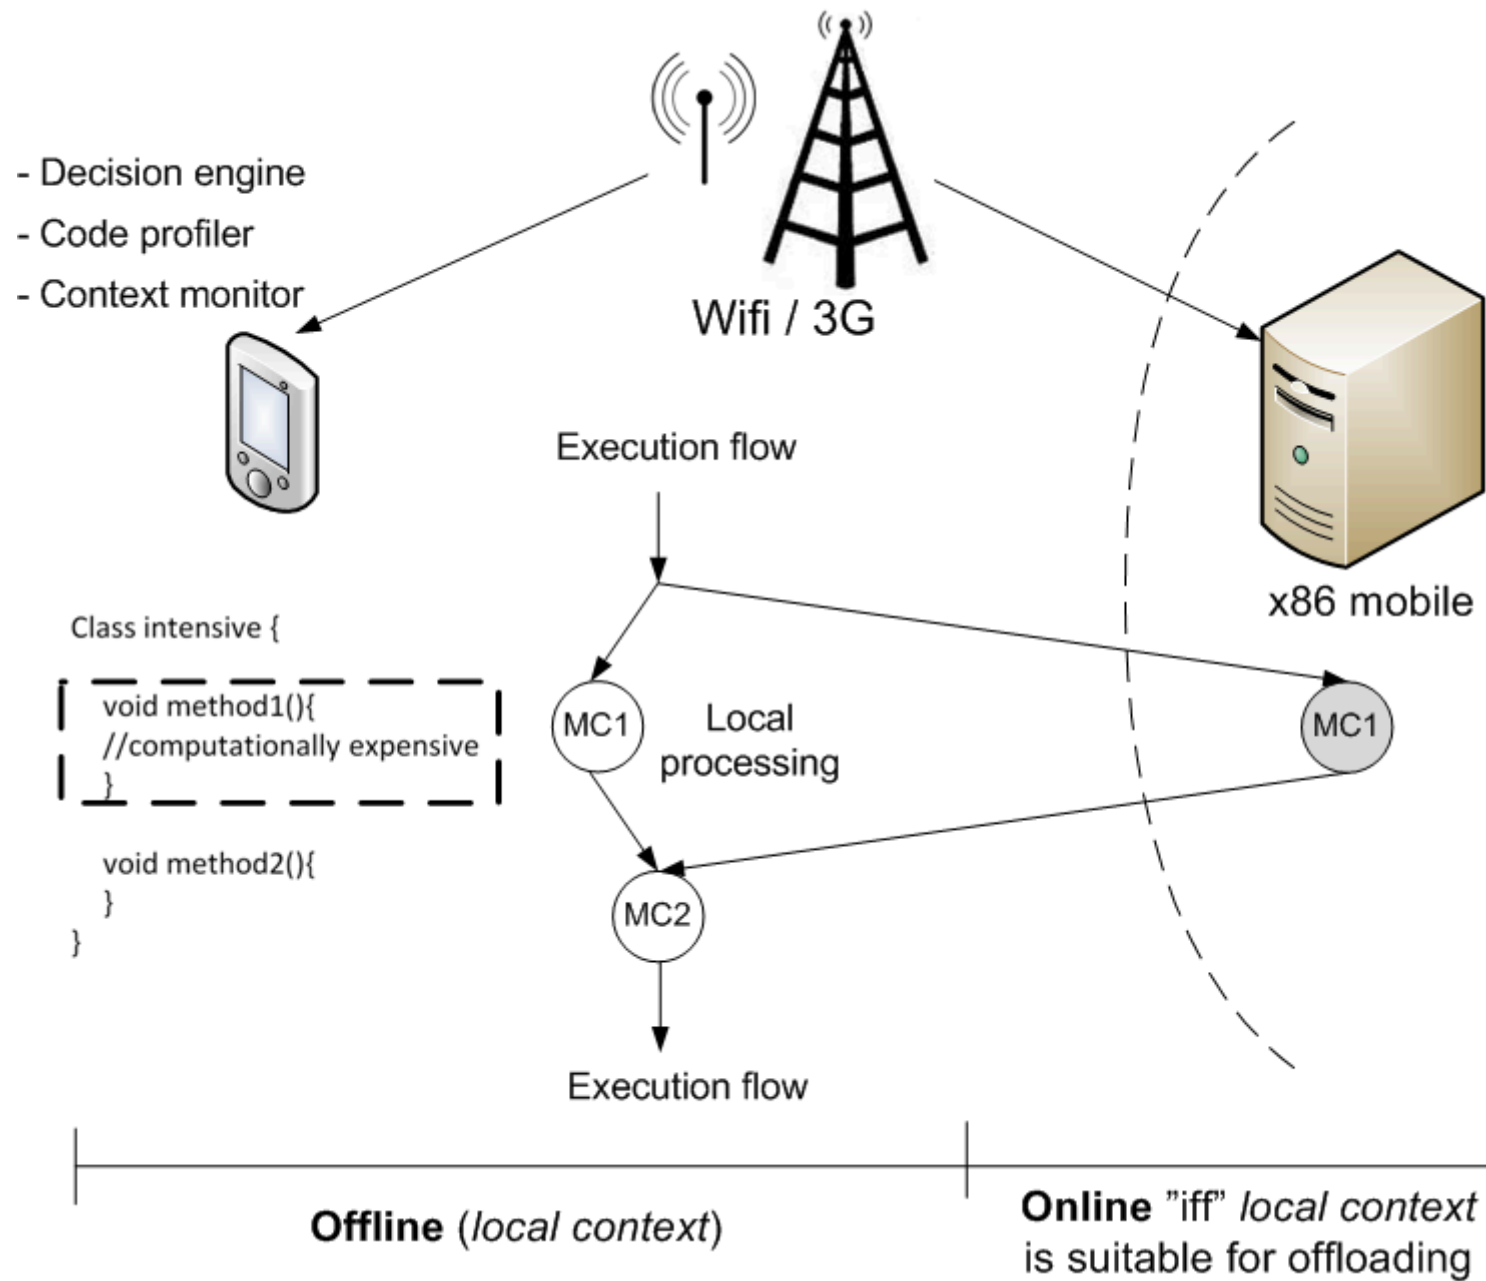 - Decision engine
- Code profiler
- Context monitor
Wifi / 3G
x86 mobile
Execution flow
Class intensive {
void method1(){
//computationally expensive
}
void method2(){
}
}
MC1
Local
processing
MC1
MC2
Execution flow
Offline (local context)
Online ”iff” local context
is suitable for offloading